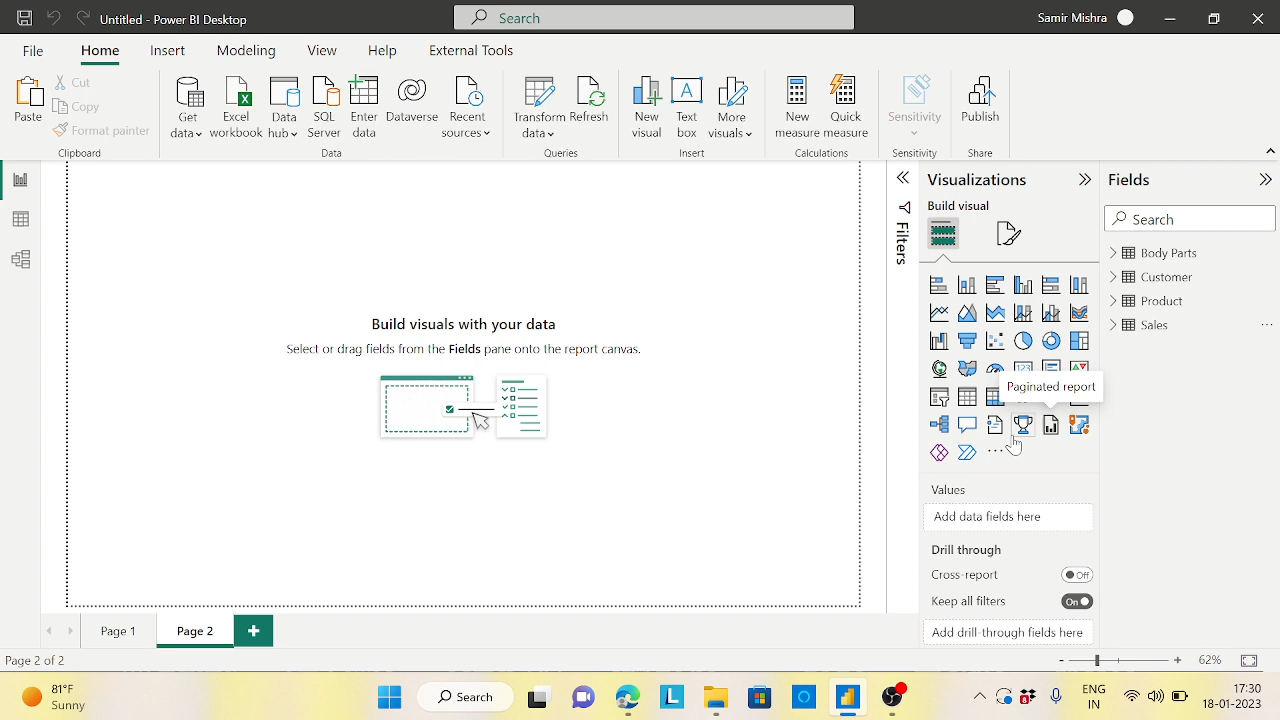 Untitled - Power BI Desktop
Search
Samir Mishra
File Home Insert Modeling View Help External Tools
Paste
Cut
Copy
Format painter
Clipboard
Get data
Excel workbook
Data hub
SQL Server
Enter data
Dataverse
Recent sources
Data
Transform data
Refresh
Queries
New visual
Text box
More visuals
Insert
New measure
Quick measure
Calculations
Sensitivity
Sensitivity
Publish
Share
Build visuals with your data
Select or drag fields from the Fields pane onto the report canvas.
Filters
Visualizations
Build visual
123
Paginated report
Values
Add data fields here
Drill through
Cross-report
Off
Keep all filters
On
Add drill-through fields here
Fields
Search
Body Parts
Customer
Product
Sales
Page 1
Page 2
Page 2 of 2
62%
81°F
Sunny
Search
ENG
IN
17:30
18-01-2023